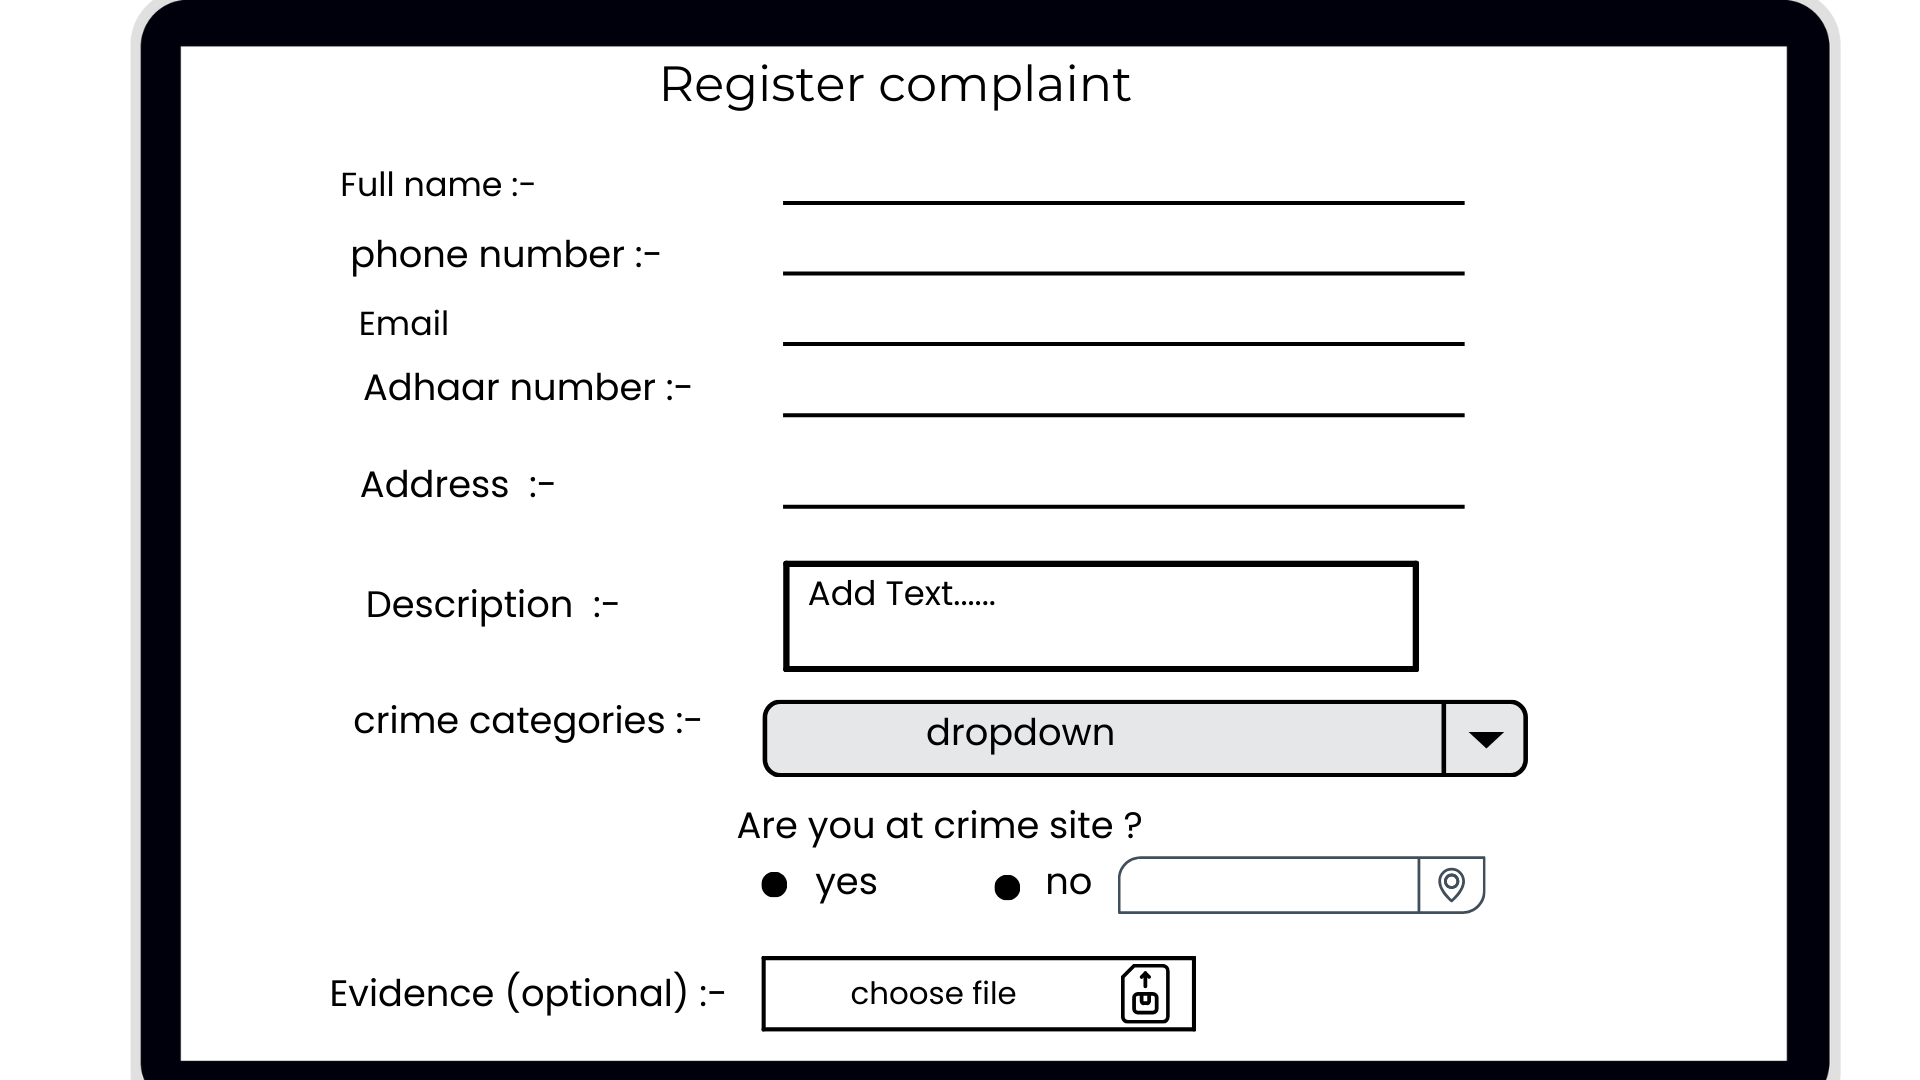 Register complaint
Full name :-
phone number :-
Email
Adhaar number :-
Address :-
Description :-
Add Text......
crime categories :-
dropdown
Are you at crime site ?
yes no
Evidence (optional) :-
choose file